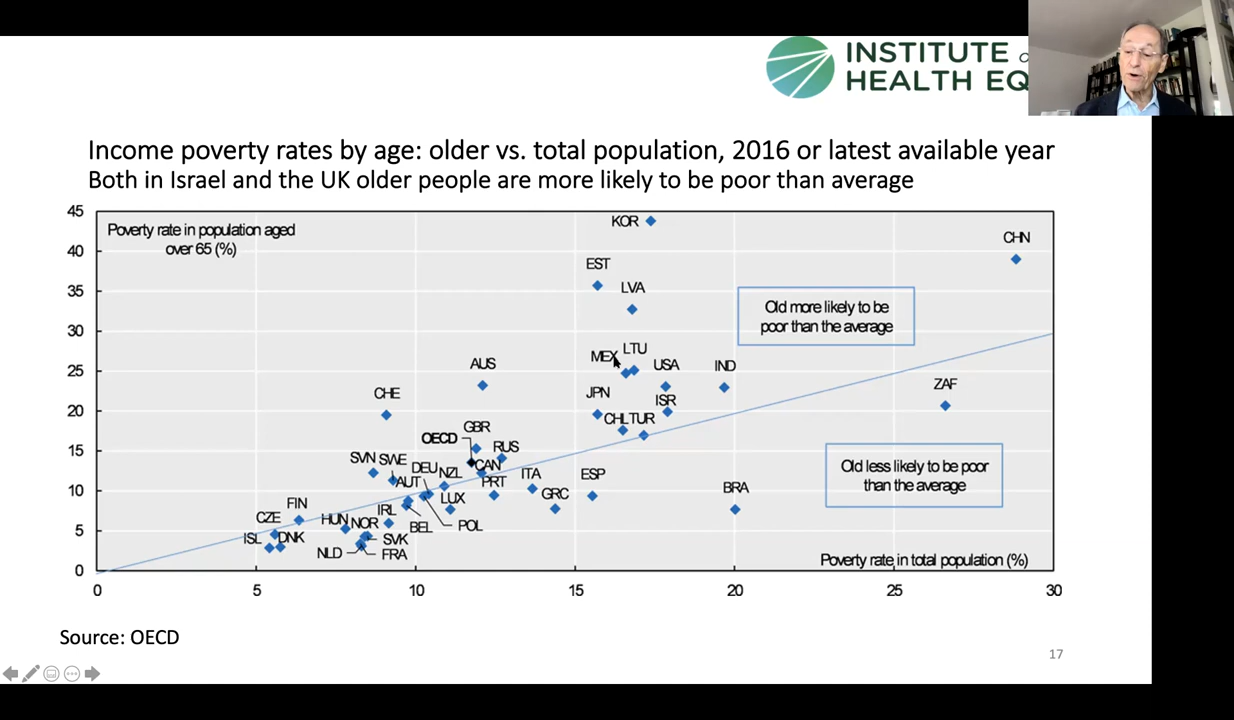 INSTITUTE
HEALTH EQ
Income poverty rates by age: older vs. total population, 2016 or latest available year
Both in Israel and the UK older people are more likely to be poor than average
Poverty rate in population aged
over 65 (%)
45
40
35
30
25
20
15
10
5
0
KOR
CHN
EST
LVA
Old more likely to be
poor than the average
MEX
LTU
AUS
USA
IND
CHE
JPN
ISR
ZAF
CHL
TUR
GBR
OECD
RUS
SVN
SWE
DEU
CAN
NZL
ITA
ESP
Old less likely to be poor
than the average
AUT
PRT
GRC
BRA
LUX
FIN
IRL
CZE
HUN
NOR
BEL
POL
ISL
DNK
SVK
NLD
FRA
Poverty rate in total population (%)
0
5
10
15
20
25
30
Source: OECD
17